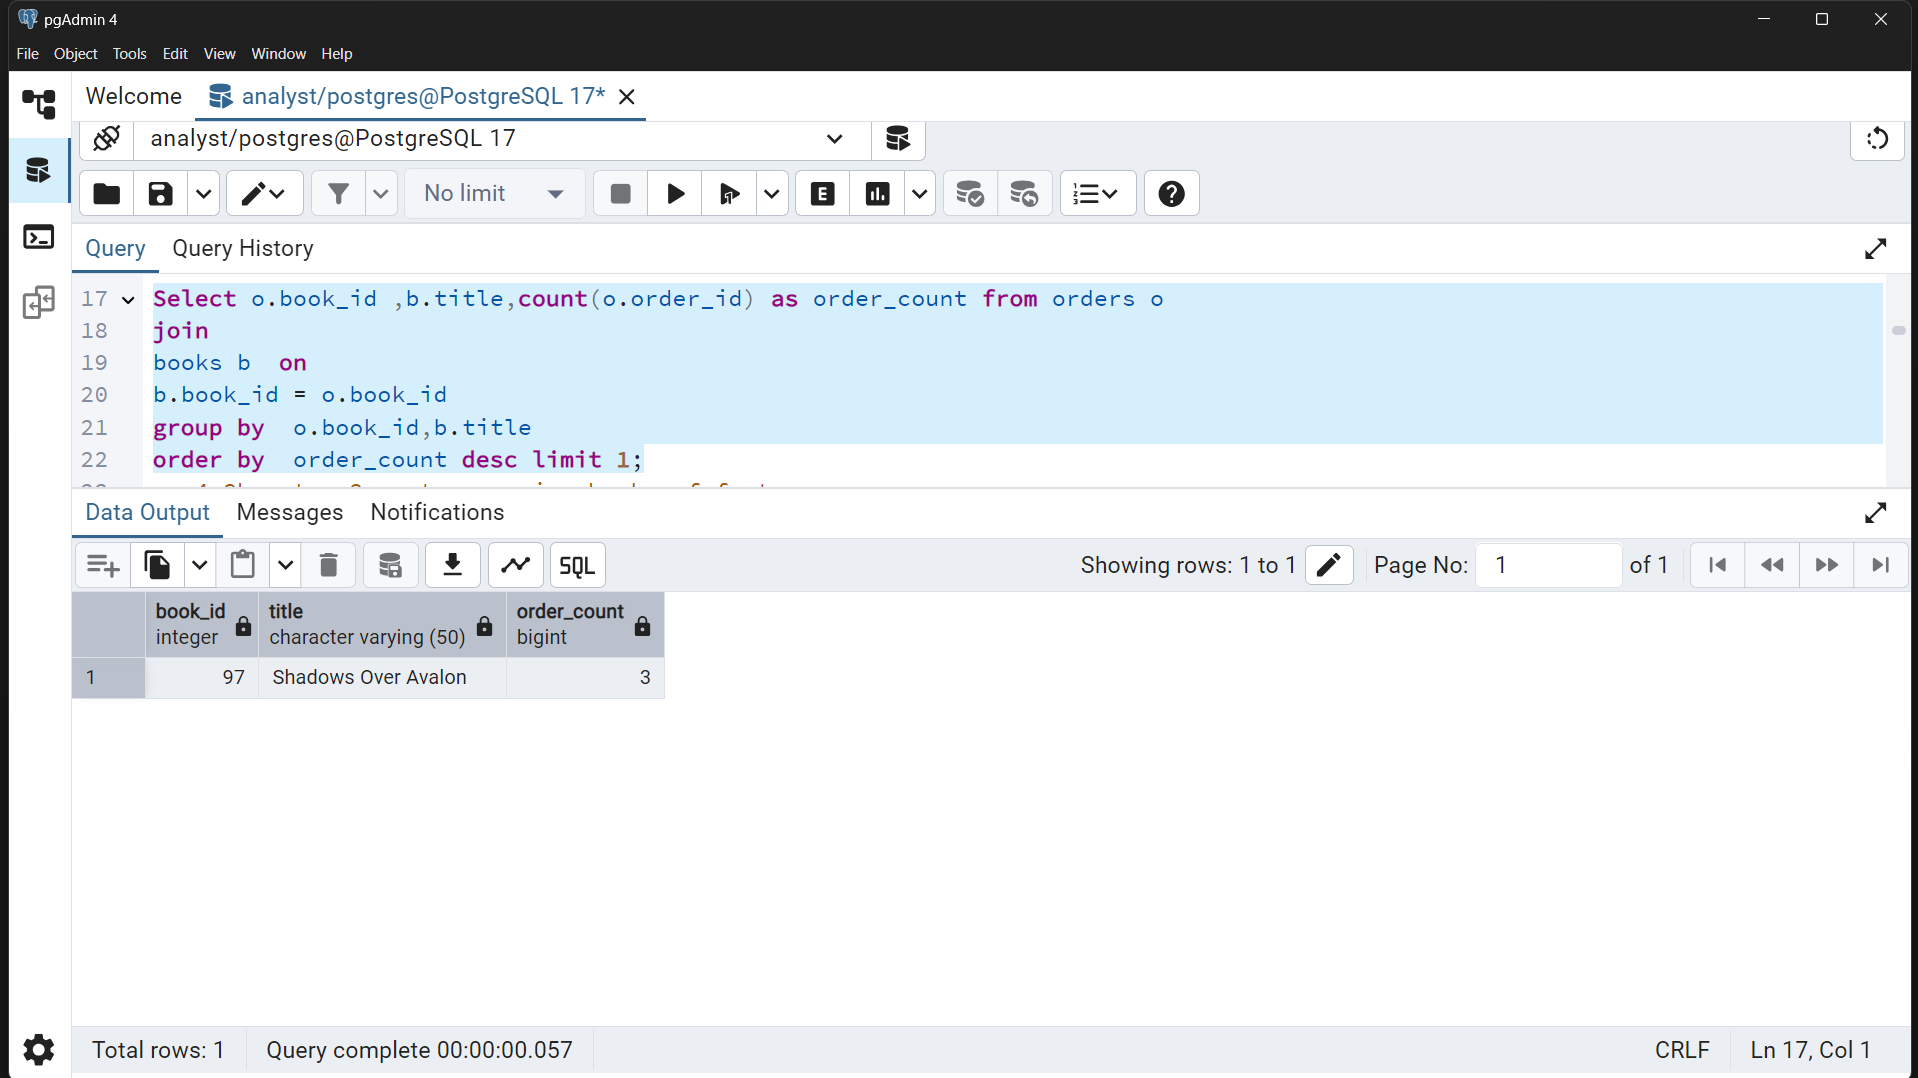 pgAdmin 4
File Object Tools Edit View Window Help
Welcome analyst/postgres@PostgreSQL 17*
analyst/postgres@PostgreSQL 17
No limit E
Query Query History
17 Select o.book_id ,b.title,count(o.order_id) as order_count from orders o
18 join
19 books b  on
20 b.book_id = o.book_id
21 group by  o.book_id,b.title
22 order by  order_count desc limit 1;
Data Output Messages Notifications
SQL Showing rows: 1 to 1 Page No: 1 of 1
book_id title order_count
integer character varying (50) bigint
1 97 Shadows Over Avalon 3
Total rows: 1 Query complete 00:00:00.057 CRLF Ln 17, Col 1